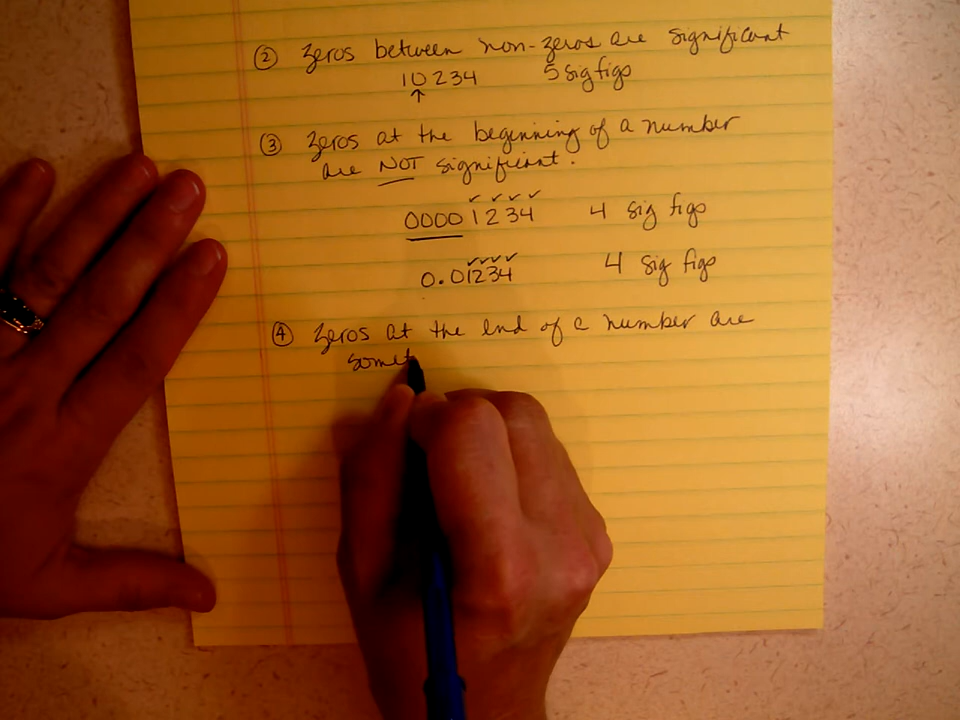 ② Zeros between non-zeros are significant
10234 5 sig figs
↑
③ Zeros at the beginning of a number
are NOT significant.
✓ ✓ ✓ ✓
00001234 4 sig figs
✓✓✓✓
0.01234 4 sig figs
④ Zeros at the end of a number are
somet